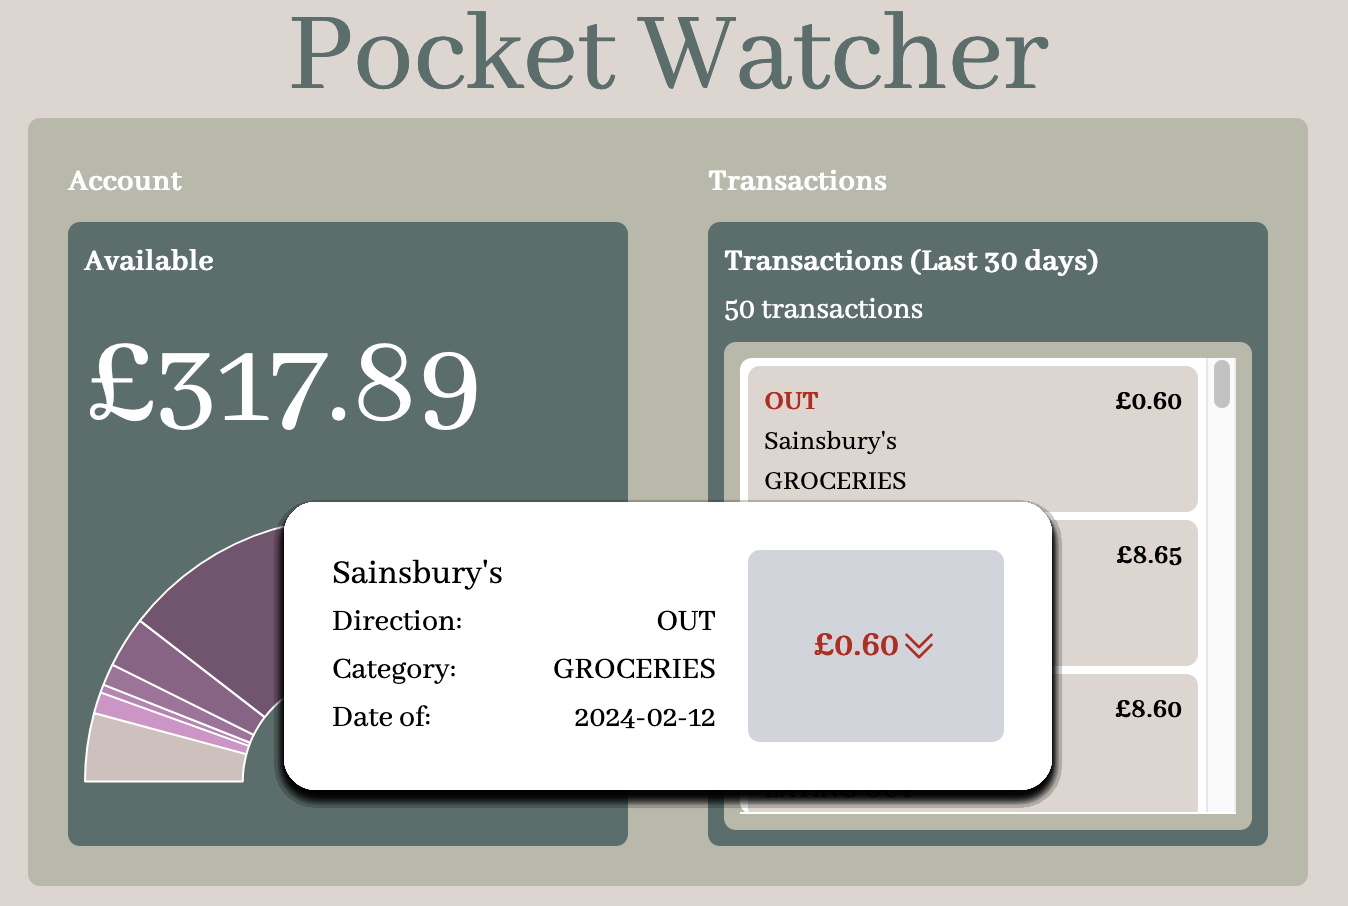 Pocket Watcher
Account
Transactions
Available
£317.89
Transactions (Last 30 days)
50 transactions
OUT £0.60
Sainsbury's
GROCERIES
£8.65
£8.60
Sainsbury's
Direction: OUT
Category: GROCERIES
Date of: 2024-02-12
£0.60